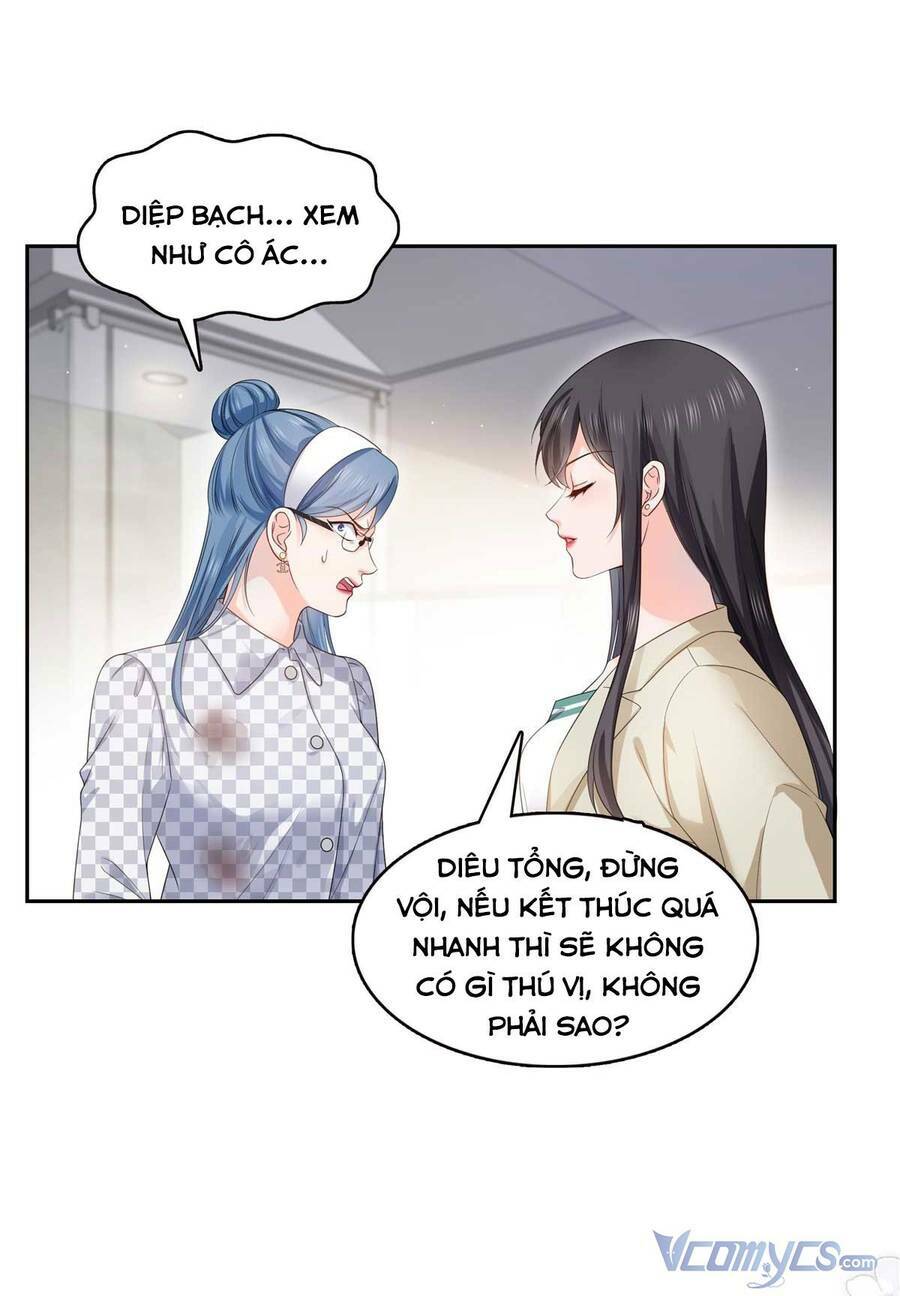 DIỆP BẠCH... XEM
NHƯ CÔ ÁC...
DIÊU TỔNG, ĐỪNG
VỘI, NẾU KẾT THÚC QUÁ
NHANH THÌ SẼ KHÔNG
CÓ GÌ THÚ VỊ, KHÔNG
PHẢI SAO?
Vcomycs.com